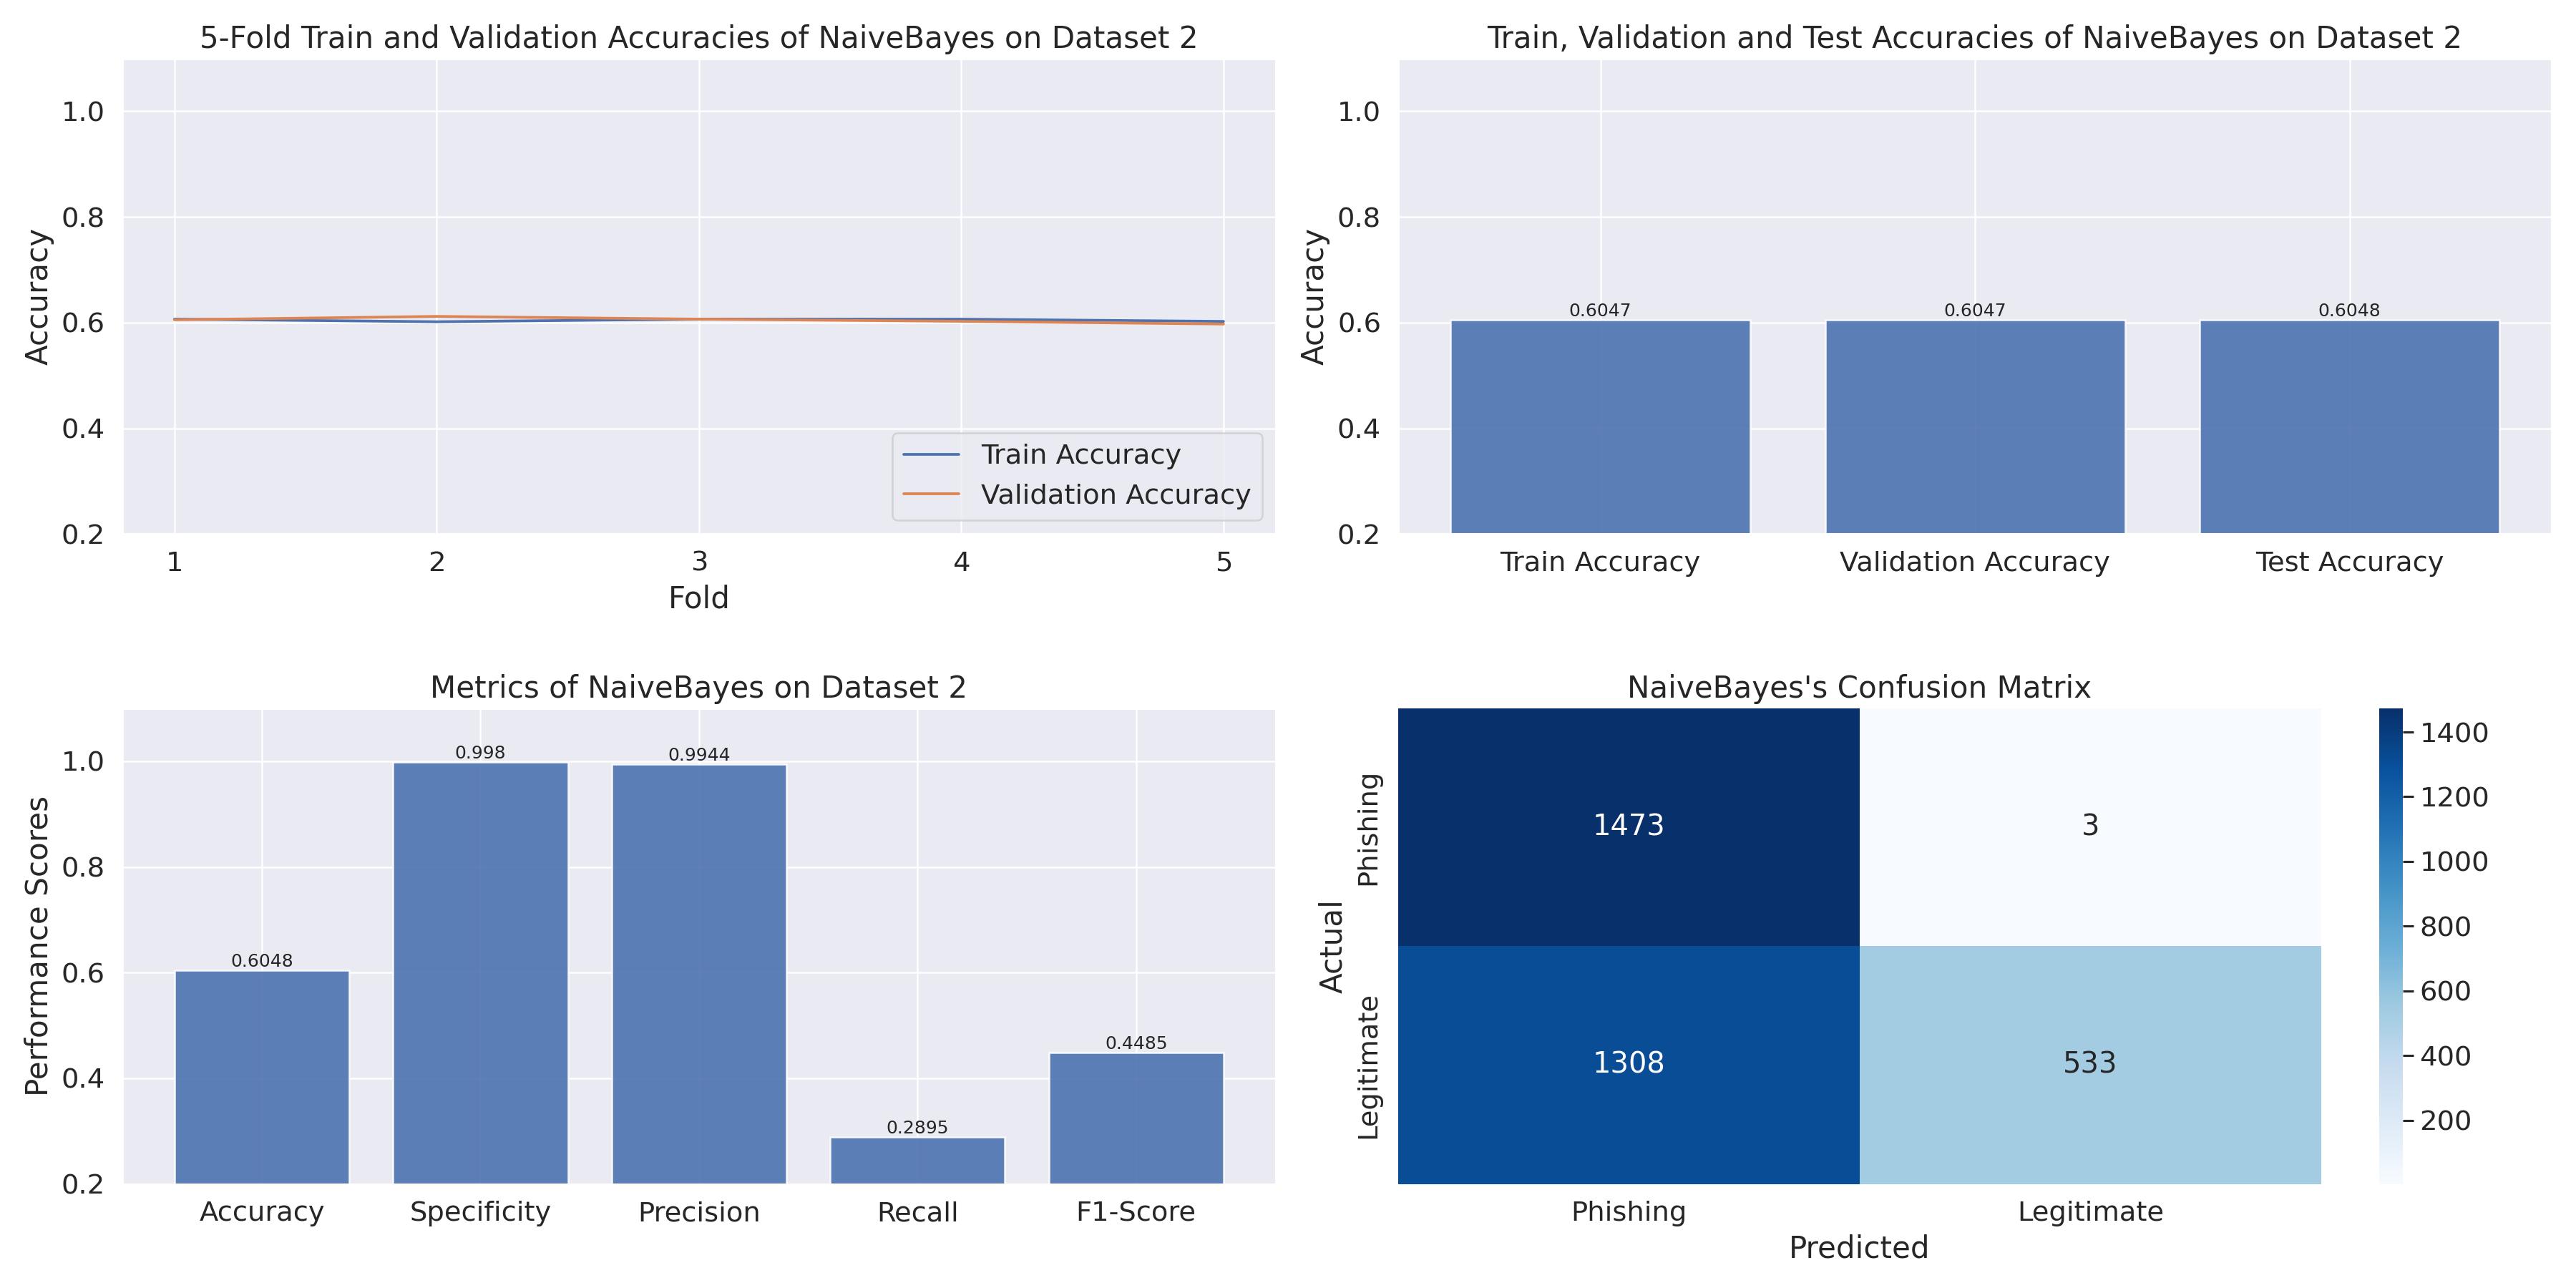 5-Fold Train and Validation Accuracies of NaiveBayes on Dataset 2
Accuracy
1.0
0.8
0.6
0.4
0.2
Train Accuracy
Validation Accuracy
1 2 3 4 5
Fold
Train, Validation and Test Accuracies of NaiveBayes on Dataset 2
Accuracy
1.0
0.8
0.6
0.4
0.2
0.6047 0.6047 0.6048
Train Accuracy Validation Accuracy Test Accuracy
Metrics of NaiveBayes on Dataset 2
Performance Scores
1.0
0.8
0.6
0.4
0.2
0.6048 0.998 0.9944 0.2895 0.4485
Accuracy Specificity Precision Recall F1-Score
NaiveBayes's Confusion Matrix
Actual
Phishing
Legitimate
1473 3
1308 533
Phishing Legitimate
Predicted
1400
1200
1000
800
600
400
200